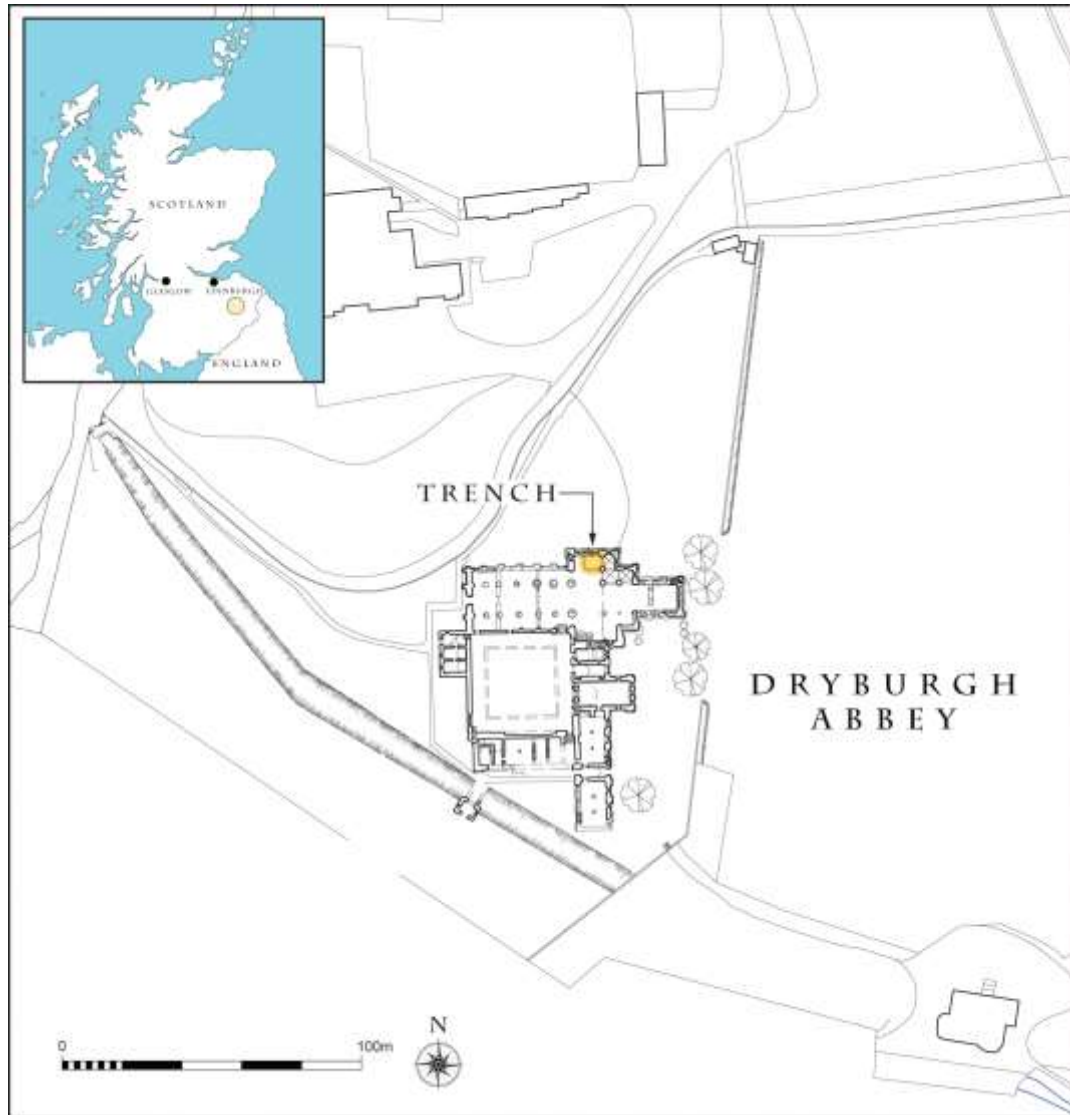 SCOTLAND
GLASGOW
EDINBURGH
ENGLAND
TRENCH
DRYBURGH
ABBEY
N
0
100m